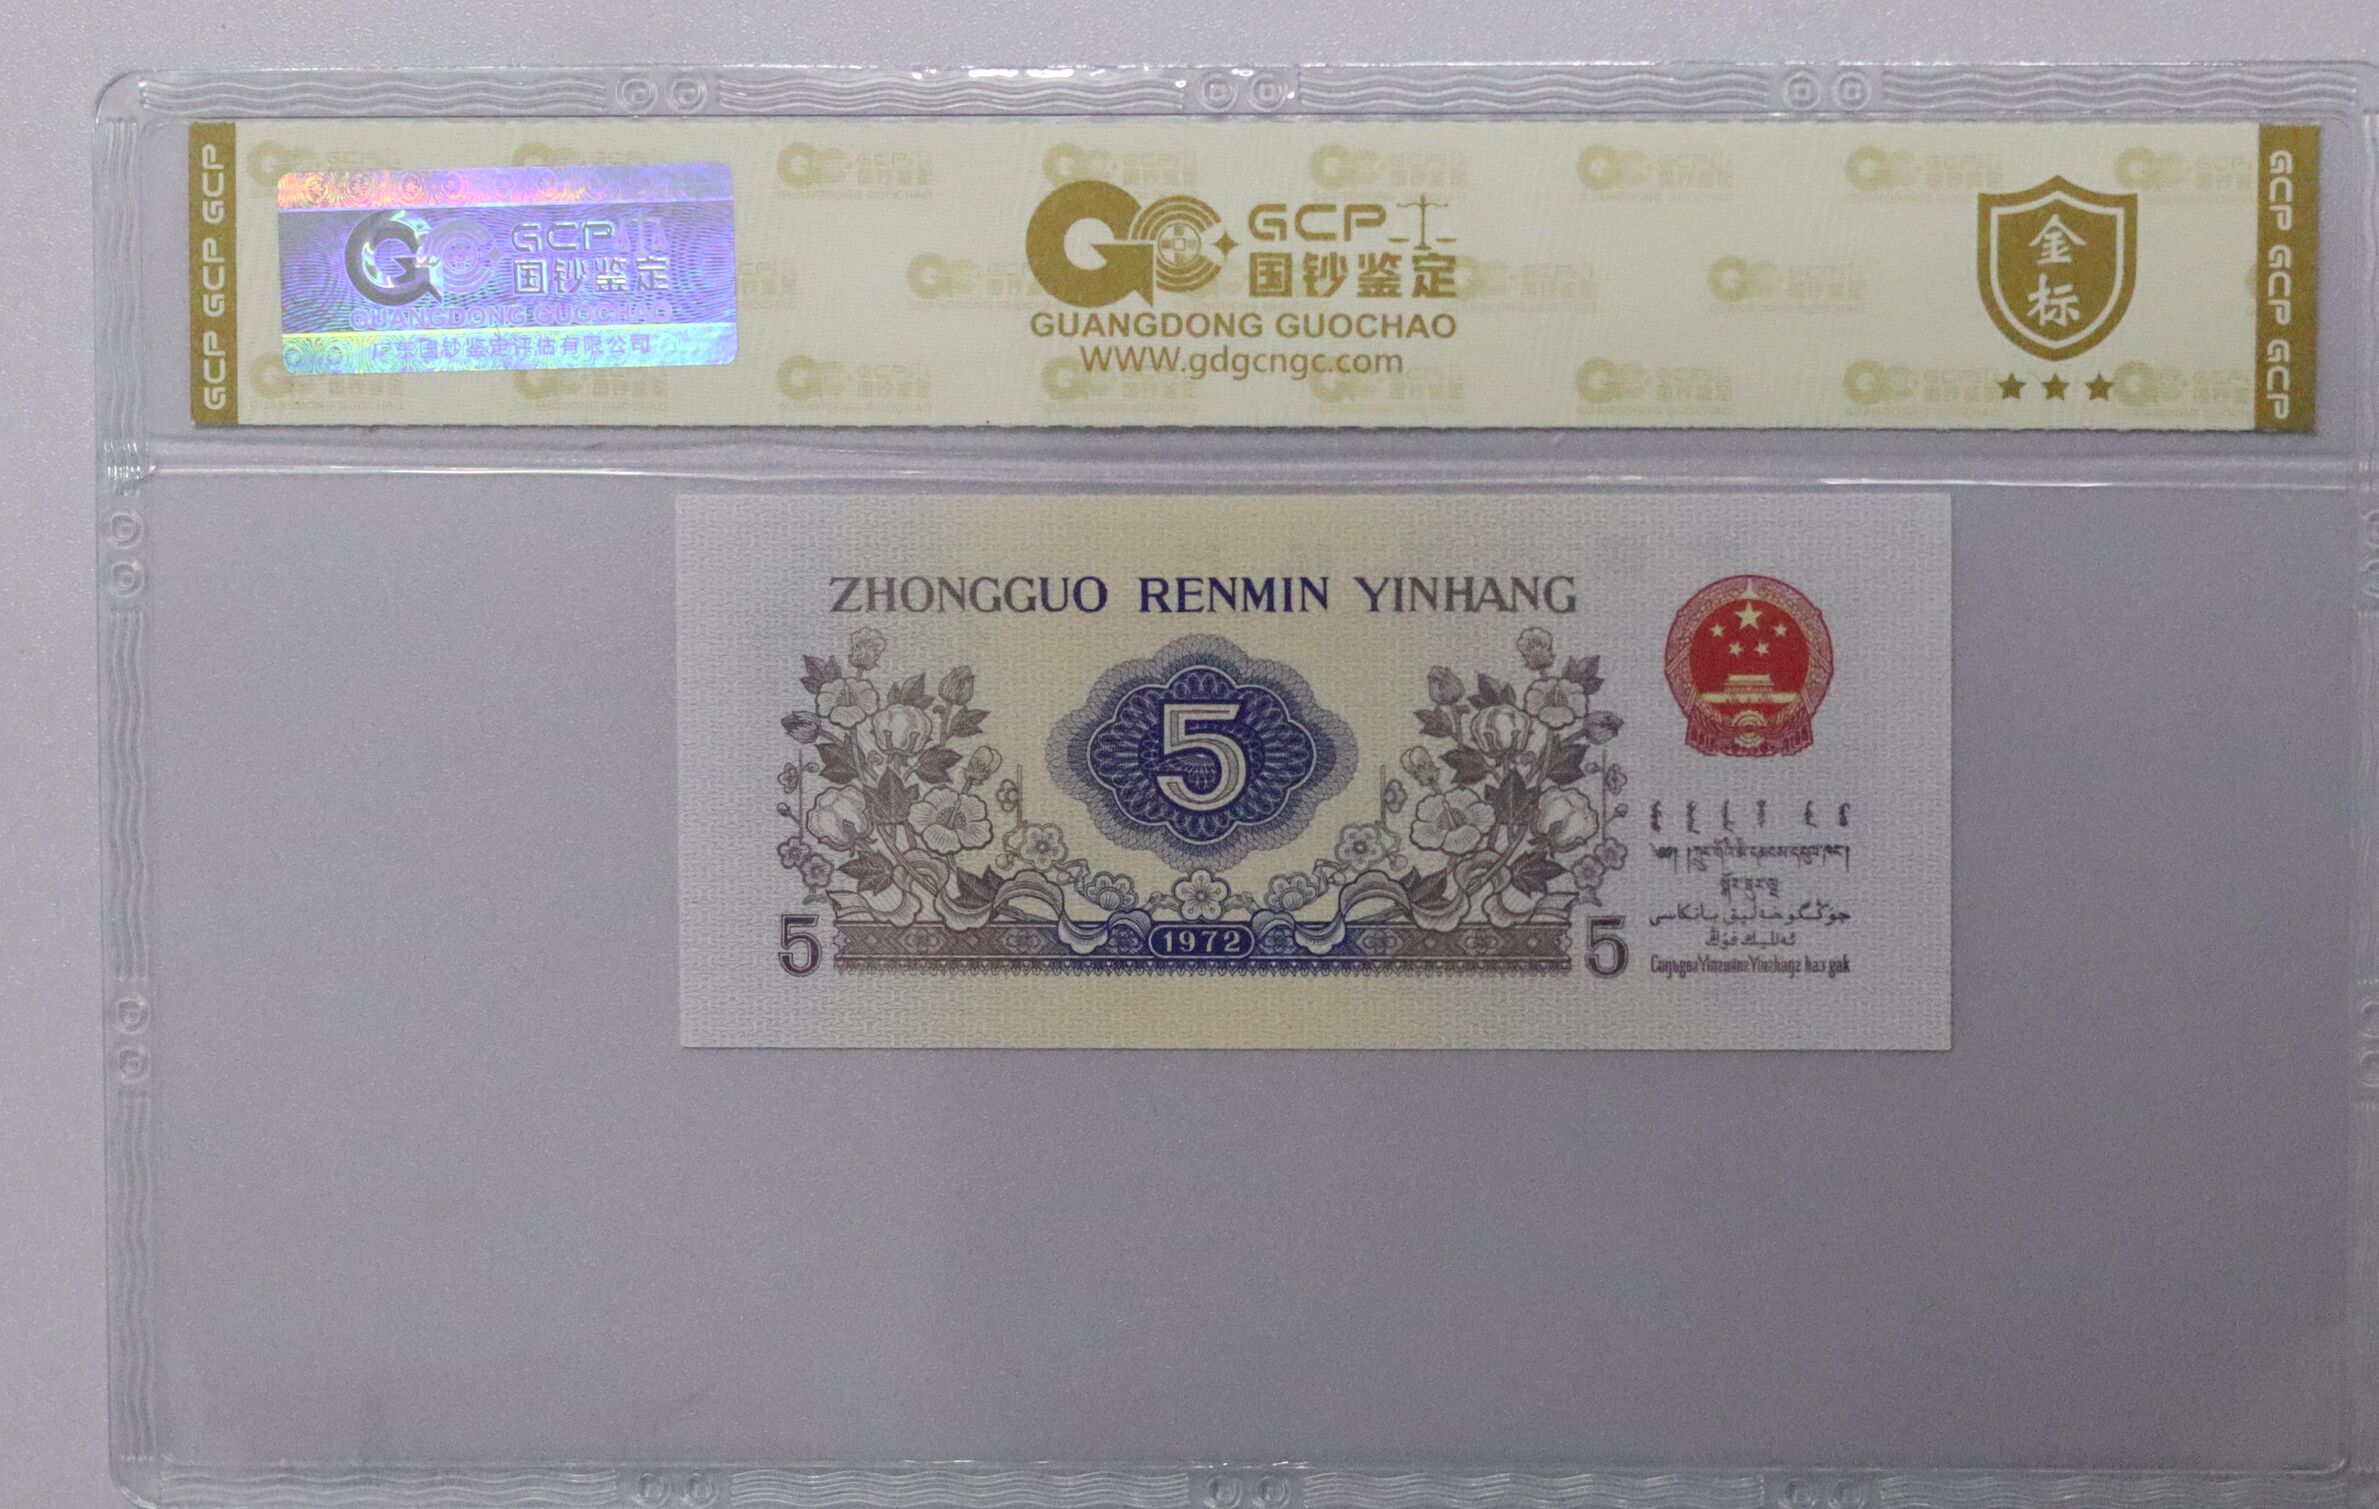 GCP GCP GCP
GCP
国钞鉴定
GUANGDONG GUOCHAO
广东国钞鉴定评估有限公司
GCP
国钞鉴定
GUANGDONG GUOCHAO
WWW.gdgcngc.com
金
标
GCP GCP GCP
ZHONGGUO RENMIN YINHANG
5
1972
5
5